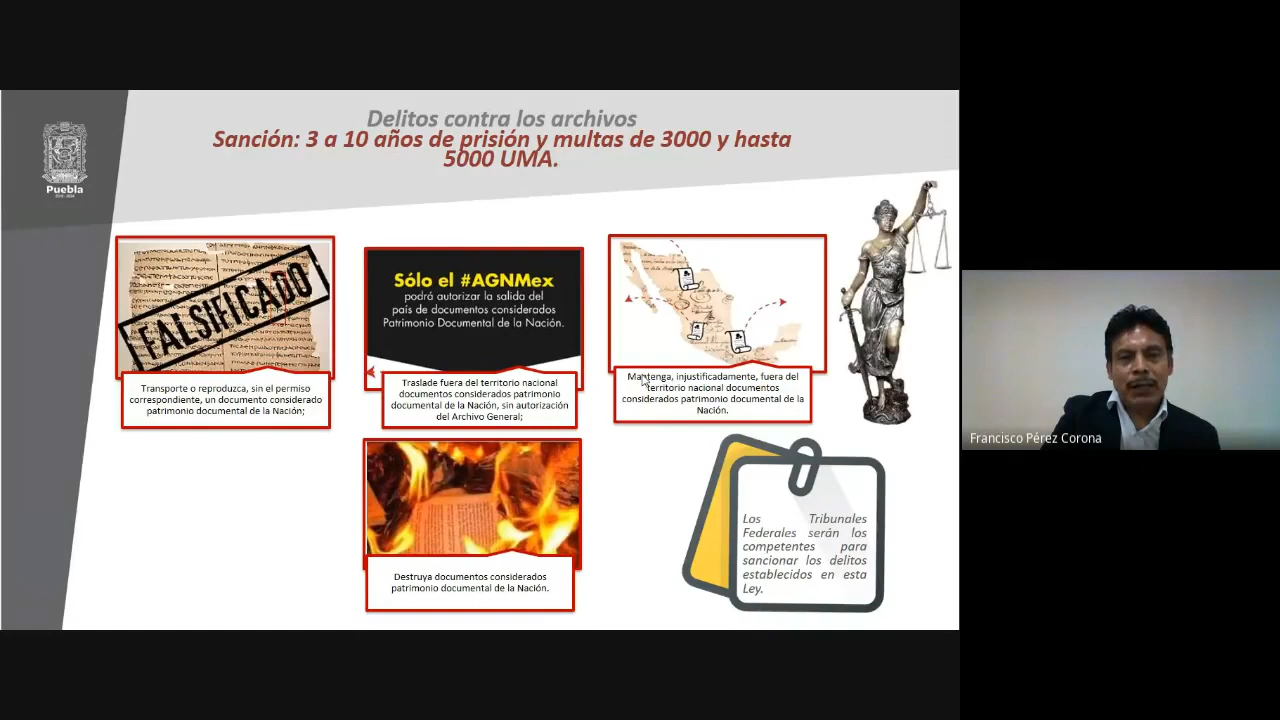 Delitos contra los archivos
Sanción: 3 a 10 años de prisión y multas de 3000 y hasta
5000 UMA.
Puebla
FALSIFICADO
Transporte o reproduzca, sin el permiso
correspondiente, un documento considerado
patrimonio documental de la Nación;
Sólo el #AGNMex
podrá autorizar la salida del
país de documentos considerados
Patrimonio Documental de la Nación.
Traslade fuera del territorio nacional
documentos considerados patrimonio
documental de la Nación, sin autorización
del Archivo General;
Mantenga, injustificadamente, fuera del
territorio nacional documentos
considerados patrimonio documental de la
Nación.
Destruya documentos considerados
patrimonio documental de la Nación.
Los Tribunales
Federales serán los
competentes para
sancionar los delitos
establecidos en esta
Ley.
Francisco Pérez Corona